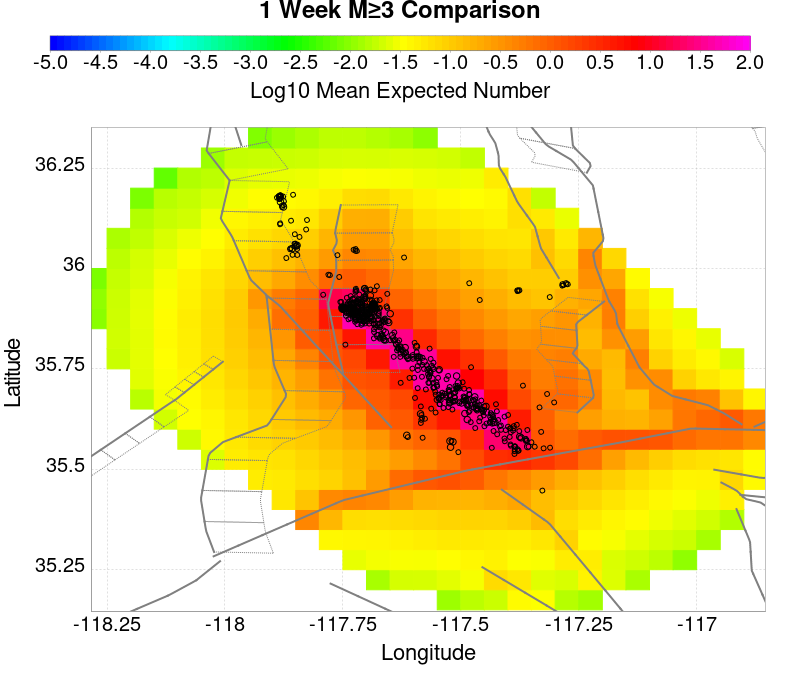 1 Week M≥3 Comparison
-5.0 -4.5 -4.0 -3.5 -3.0 -2.5 -2.0 -1.5 -1.0 -0.5 0.0 0.5 1.0 1.5 2.0
Log10 Mean Expected Number
36.25
36
35.75
35.5
35.25
Latitude
-118.25 -118 -117.75 -117.5 -117.25 -117
Longitude